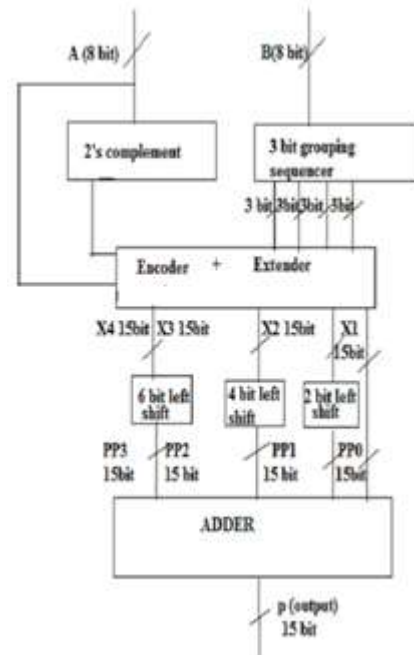 A (8 bit)
B(8 bit)
2's complement
3 bit grouping
sequencer
3 bit 3bit 3bit 3bit
Encoder + Extender
X4 15bit X3 15bit X2 15bit X1
15bit
6 bit left
shift
4 bit left
shift
2 bit left
shift
PP3 PP2 PP1 PP0
15bit 15 bit 15 bit 15bit
ADDER
p (output)
15 bit